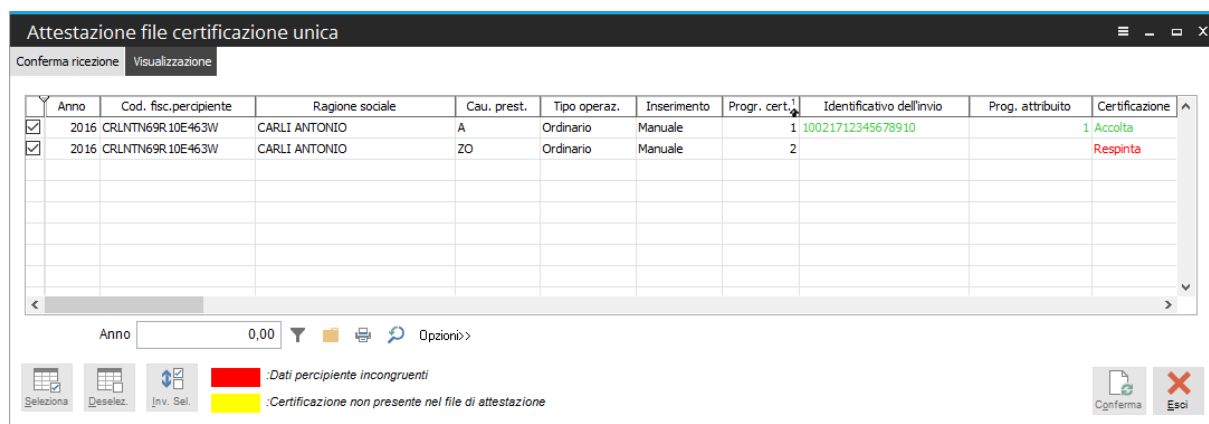 Attestazione file certificazione unica
Conferma ricezione Visualizzazione
Anno Cod. fisc.percipiente Ragione sociale Cau. prest. Tipo operaz. Inserimento Progr. cert. 1 Identificativo dell'invio Prog. attribuito Certificazione
2016 CRLNTN69R10E463W CARLI ANTONIO A Ordinario Manuale 1 10021712345678910 1 Accolta
2016 CRLNTN69R10E463W CARLI ANTONIO ZO Ordinario Manuale 2 Respinta
Anno 0,00 Opzioni>>
:Dati percipiente incongruenti
:Certificazione non presente nel file di attestazione
Seleziona Deselez. Inv. Sel. Conferma Esci